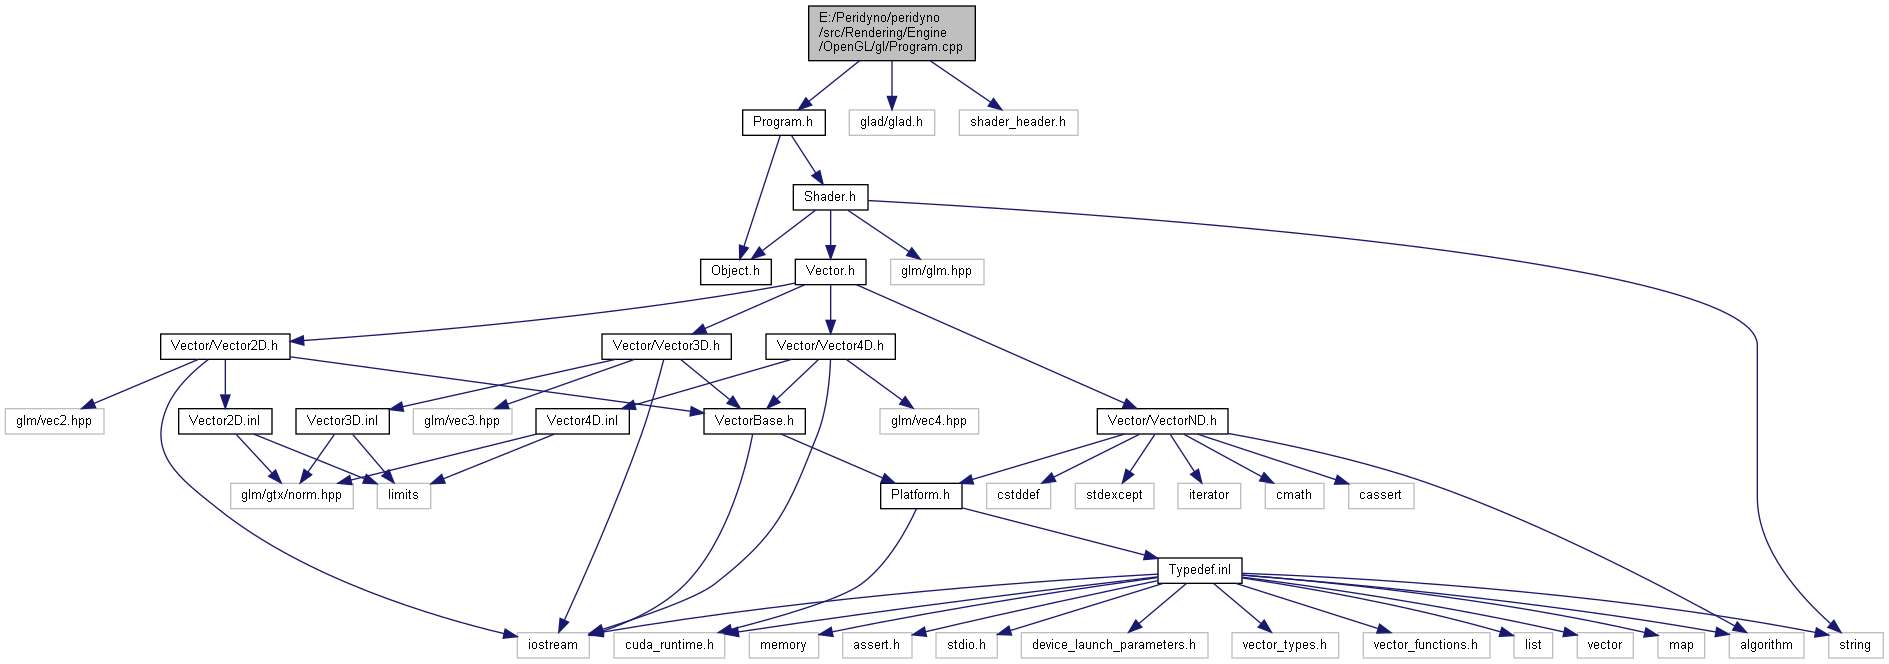 E:/Peridyno/peridyno
/src/Rendering/Engine
/OpenGL/gl/Program.cpp
Program.h
glad/glad.h
shader_header.h
Shader.h
Object.h
Vector.h
glm/glm.hpp
Vector/Vector2D.h
Vector/Vector3D.h
Vector/Vector4D.h
glm/vec2.hpp
Vector2D.inl
Vector3D.inl
glm/vec3.hpp
Vector4D.inl
VectorBase.h
glm/vec4.hpp
Vector/VectorND.h
glm/gtx/norm.hpp
limits
Platform.h
cstddef
stdexcept
iterator
cmath
cassert
Typedef.inl
iostream
cuda_runtime.h
memory
assert.h
stdio.h
device_launch_parameters.h
vector_types.h
vector_functions.h
list
vector
map
algorithm
string